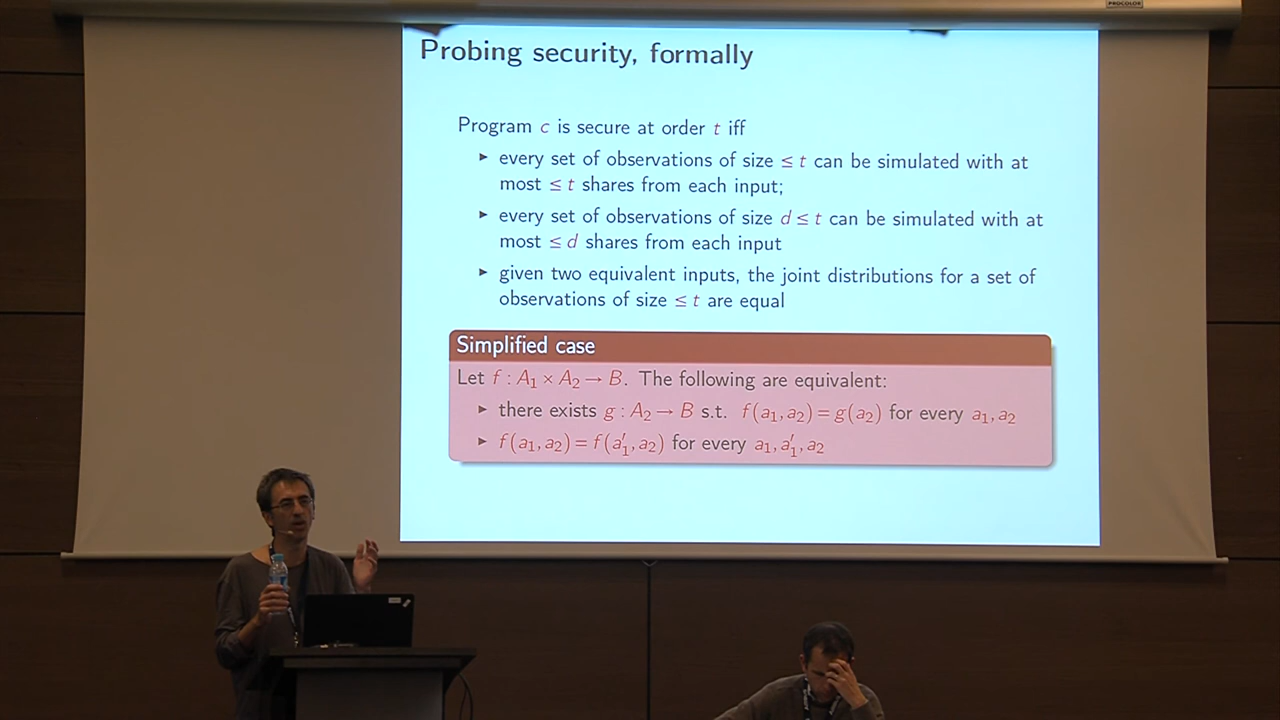 PROCOLOR
Probing security, formally
Program c is secure at order t iff
▶ every set of observations of size ≤ t can be simulated with at
most ≤ t shares from each input;
▶ every set of observations of size d ≤ t can be simulated with at
most ≤ d shares from each input
▶ given two equivalent inputs, the joint distributions for a set of
observations of size ≤ t are equal
Simplified case
Let f : A₁ × A₂ → B. The following are equivalent:
▶ there exists g : A₂ → B s.t. f(a₁, a₂) = g(a₂) for every a₁, a₂
▶ f(a₁, a₂) = f(a′₁, a₂) for every a₁, a′₁, a₂